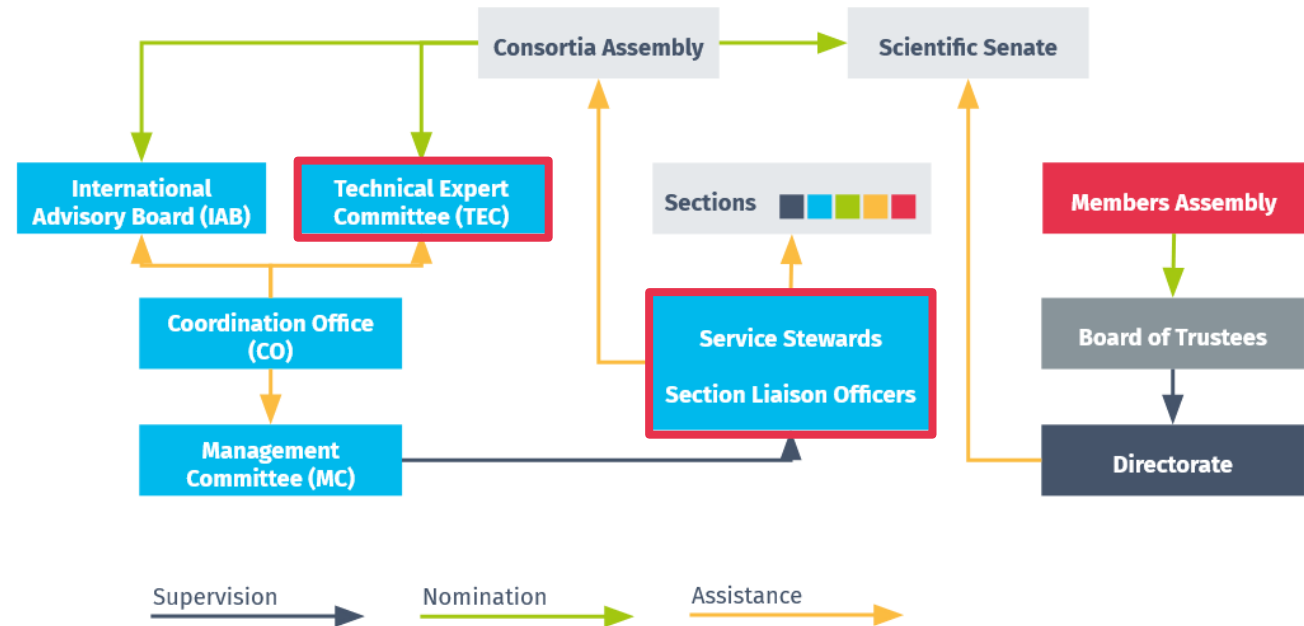 Consortia Assembly
Scientific Senate
International
Advisory Board (IAB)
Technical Expert
Committee (TEC)
Sections
Members Assembly
Coordination Office
(CO)
Service Stewards
Section Liaison Officers
Board of Trustees
Management
Committee (MC)
Directorate
Supervision
Nomination
Assistance